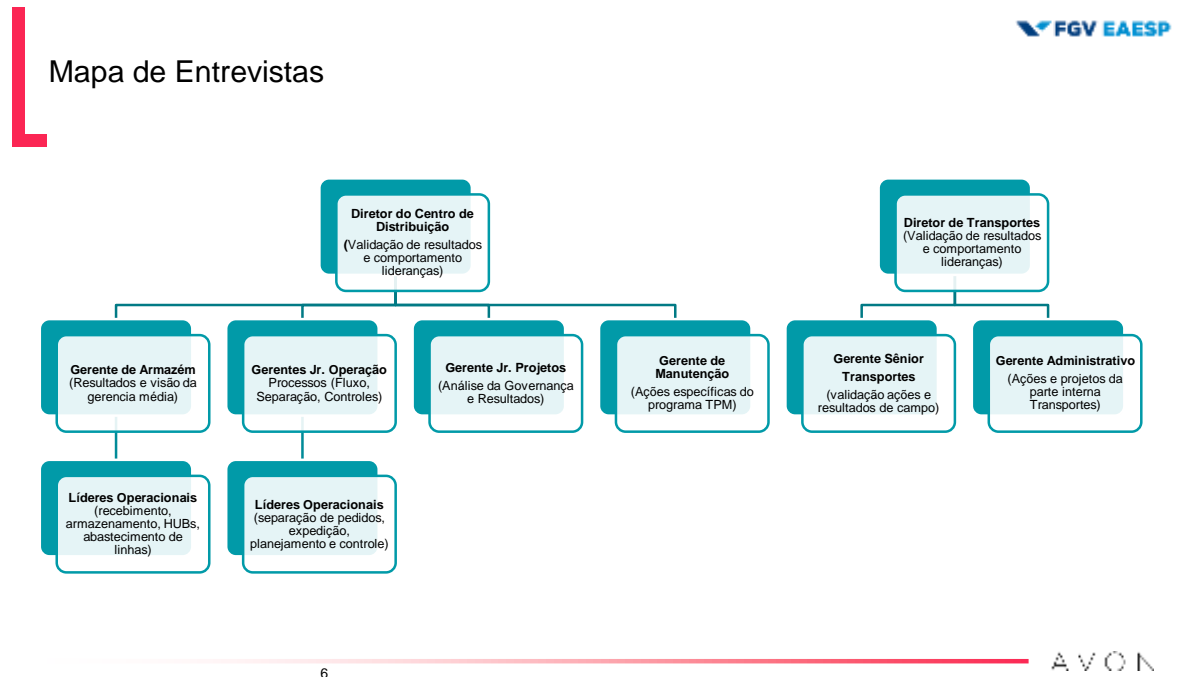 FGV EAESP
Mapa de Entrevistas
Diretor do Centro de
Distribuição
(Validação de resultados
e comportamento
lideranças)
Diretor de Transportes
(Validação de resultados
e comportamento
lideranças)
Gerente de Armazém
(Resultados e visão da
gerencia média)
Gerentes Jr. Operação
Processos (Fluxo,
Separação, Controles)
Gerente Jr. Projetos
(Análise da Governança
e Resultados)
Gerente de
Manutenção
(Ações específicas do
programa TPM)
Gerente Sênior
Transportes
(validação ações e
resultados de campo)
Gerente Administrativo
(Ações e projetos da
parte interna
Transportes)
Líderes Operacionais
(recebimento,
armazenamento, HUBs,
abastecimento de
linhas)
Líderes Operacionais
(separação de pedidos,
expedição,
planejamento e controle)
6
AVON